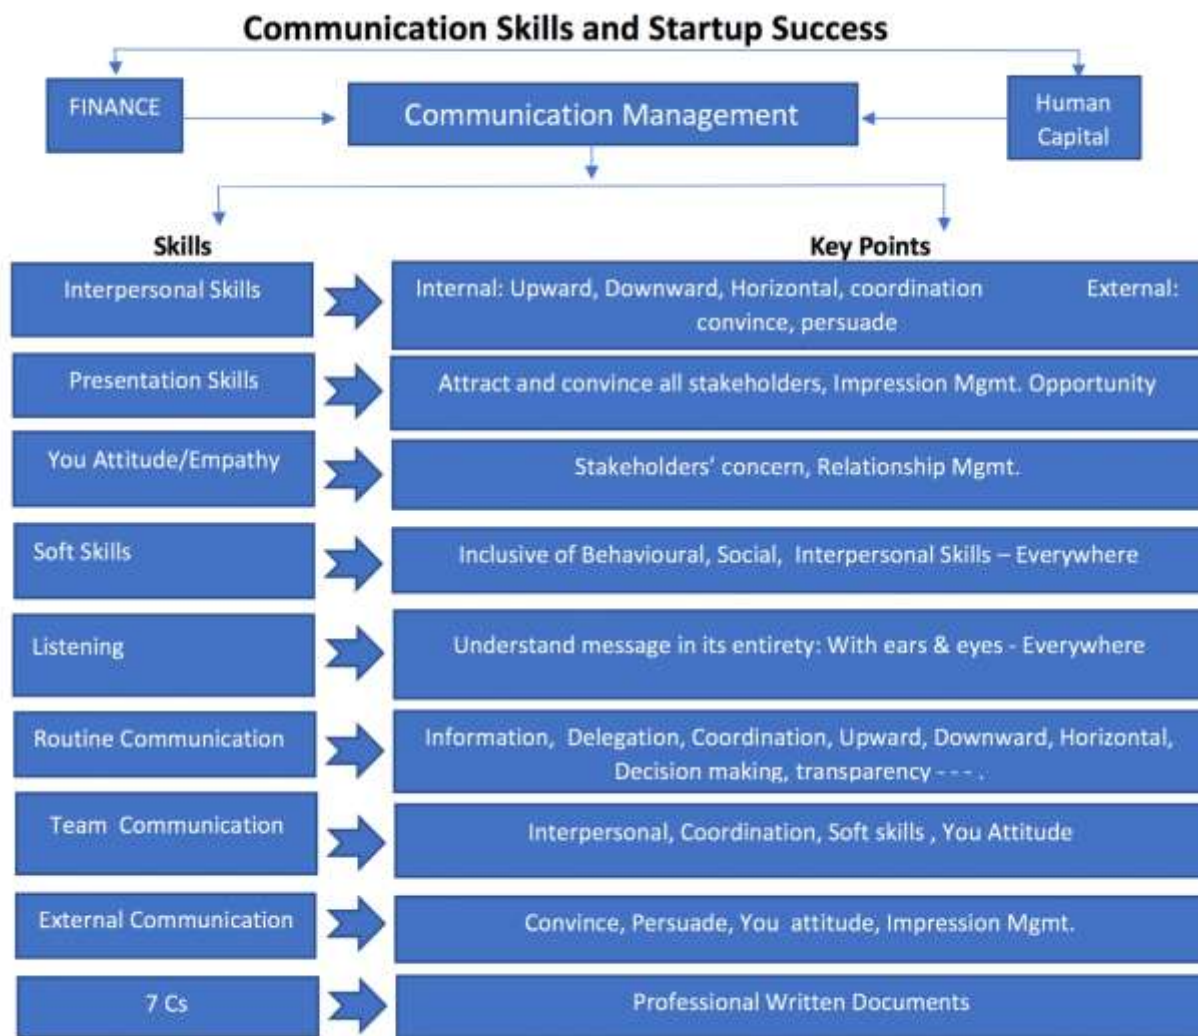 Communication Skills and Startup Success
FINANCE
Communication Management
Human
Capital
Skills
Key Points
Interpersonal Skills
Internal: Upward, Downward, Horizontal, coordination External:
convince, persuade
Presentation Skills
Attract and convince all stakeholders, Impression Mgmt. Opportunity
You Attitude/Empathy
Stakeholders’ concern, Relationship Mgmt.
Soft Skills
Inclusive of Behavioural, Social, Interpersonal Skills – Everywhere
Listening
Understand message in its entirety: With ears & eyes - Everywhere
Routine Communication
Information, Delegation, Coordination, Upward, Downward, Horizontal,
Decision making, transparency - - - .
Team Communication
Interpersonal, Coordination, Soft skills , You Attitude
External Communication
Convince, Persuade, You attitude, Impression Mgmt.
7 Cs
Professional Written Documents